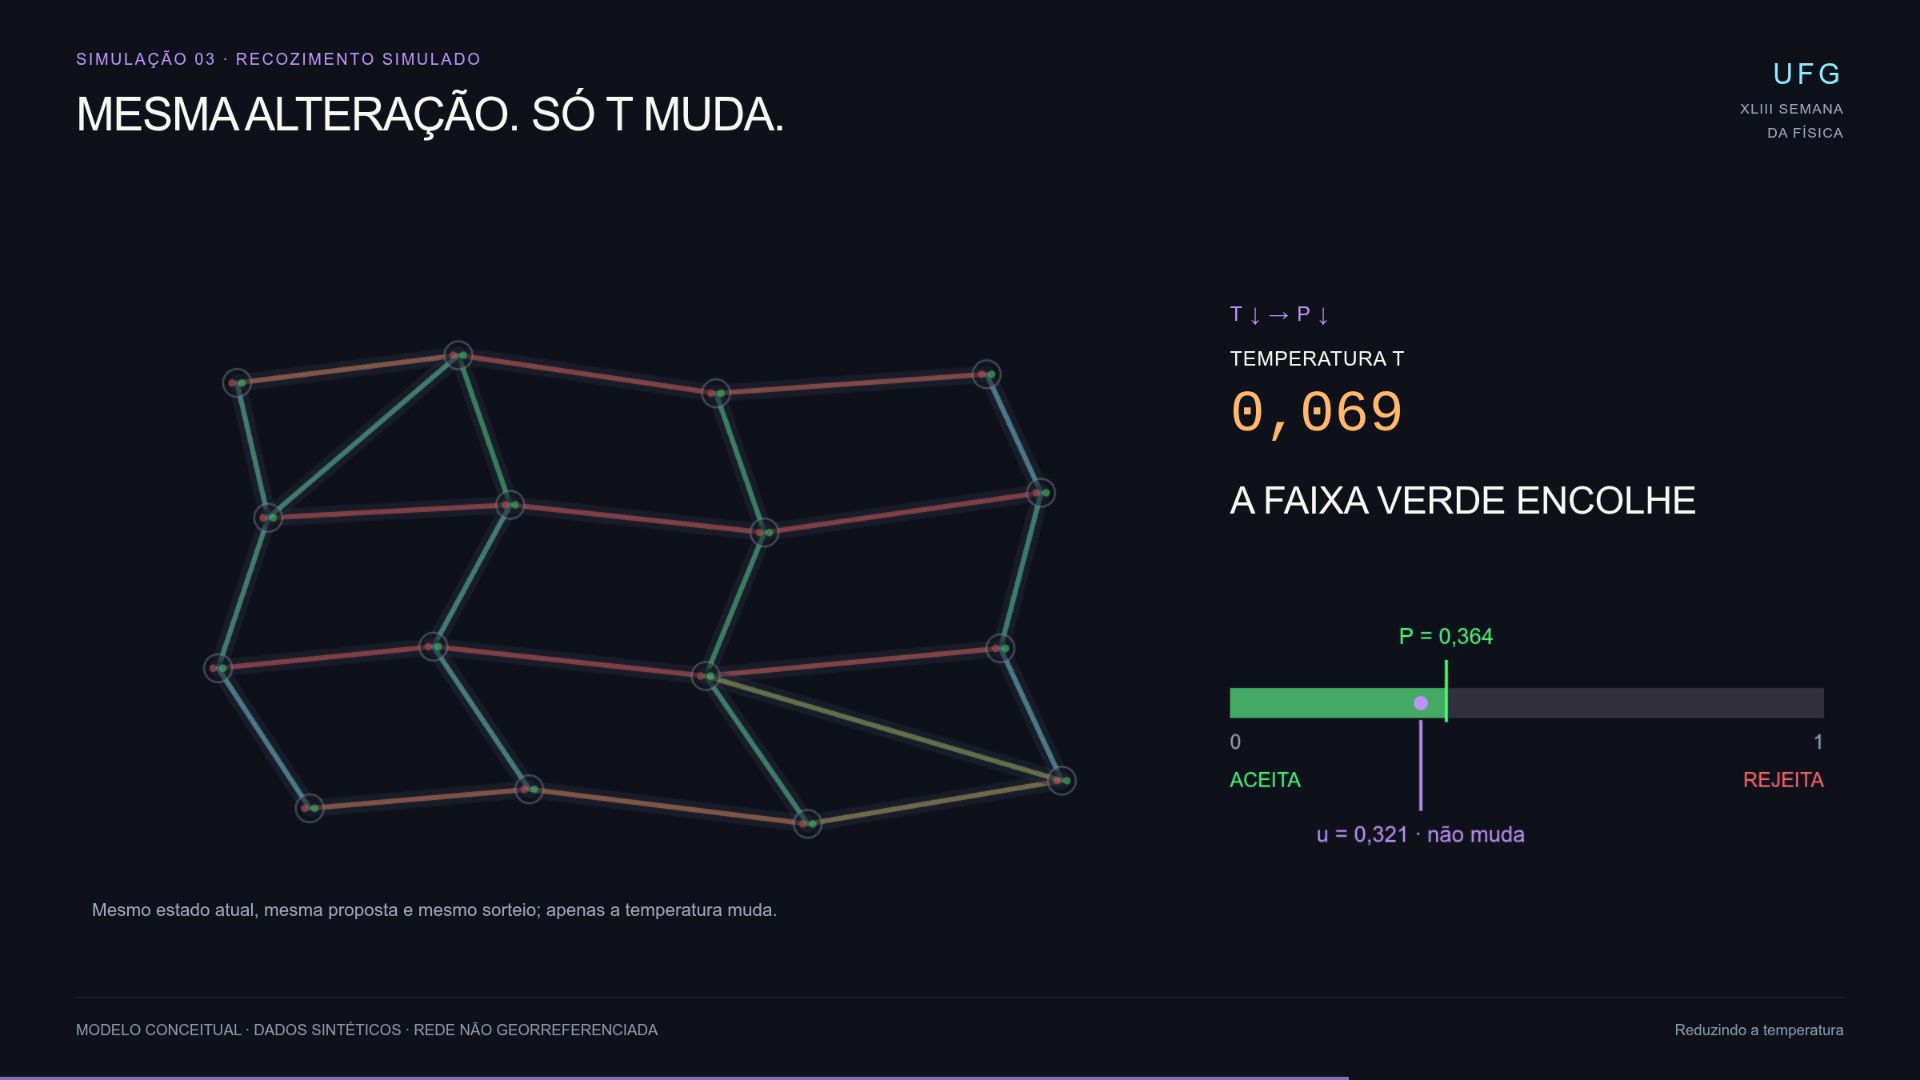 SIMULAÇÃO 03 · RECOZIMENTO SIMULADO
MESMA ALTERAÇÃO. SÓ T MUDA.
UFG
XLIII SEMANA
DA FÍSICA
T ↓ → P ↓
TEMPERATURA T
0,069
A FAIXA VERDE ENCOLHE
P = 0,364
0 1
ACEITA REJEITA
u = 0,321 · não muda
Mesmo estado atual, mesma proposta e mesmo sorteio; apenas a temperatura muda.
MODELO CONCEITUAL · DADOS SINTÉTICOS · REDE NÃO GEORREFERENCIADA
Reduzindo a temperatura